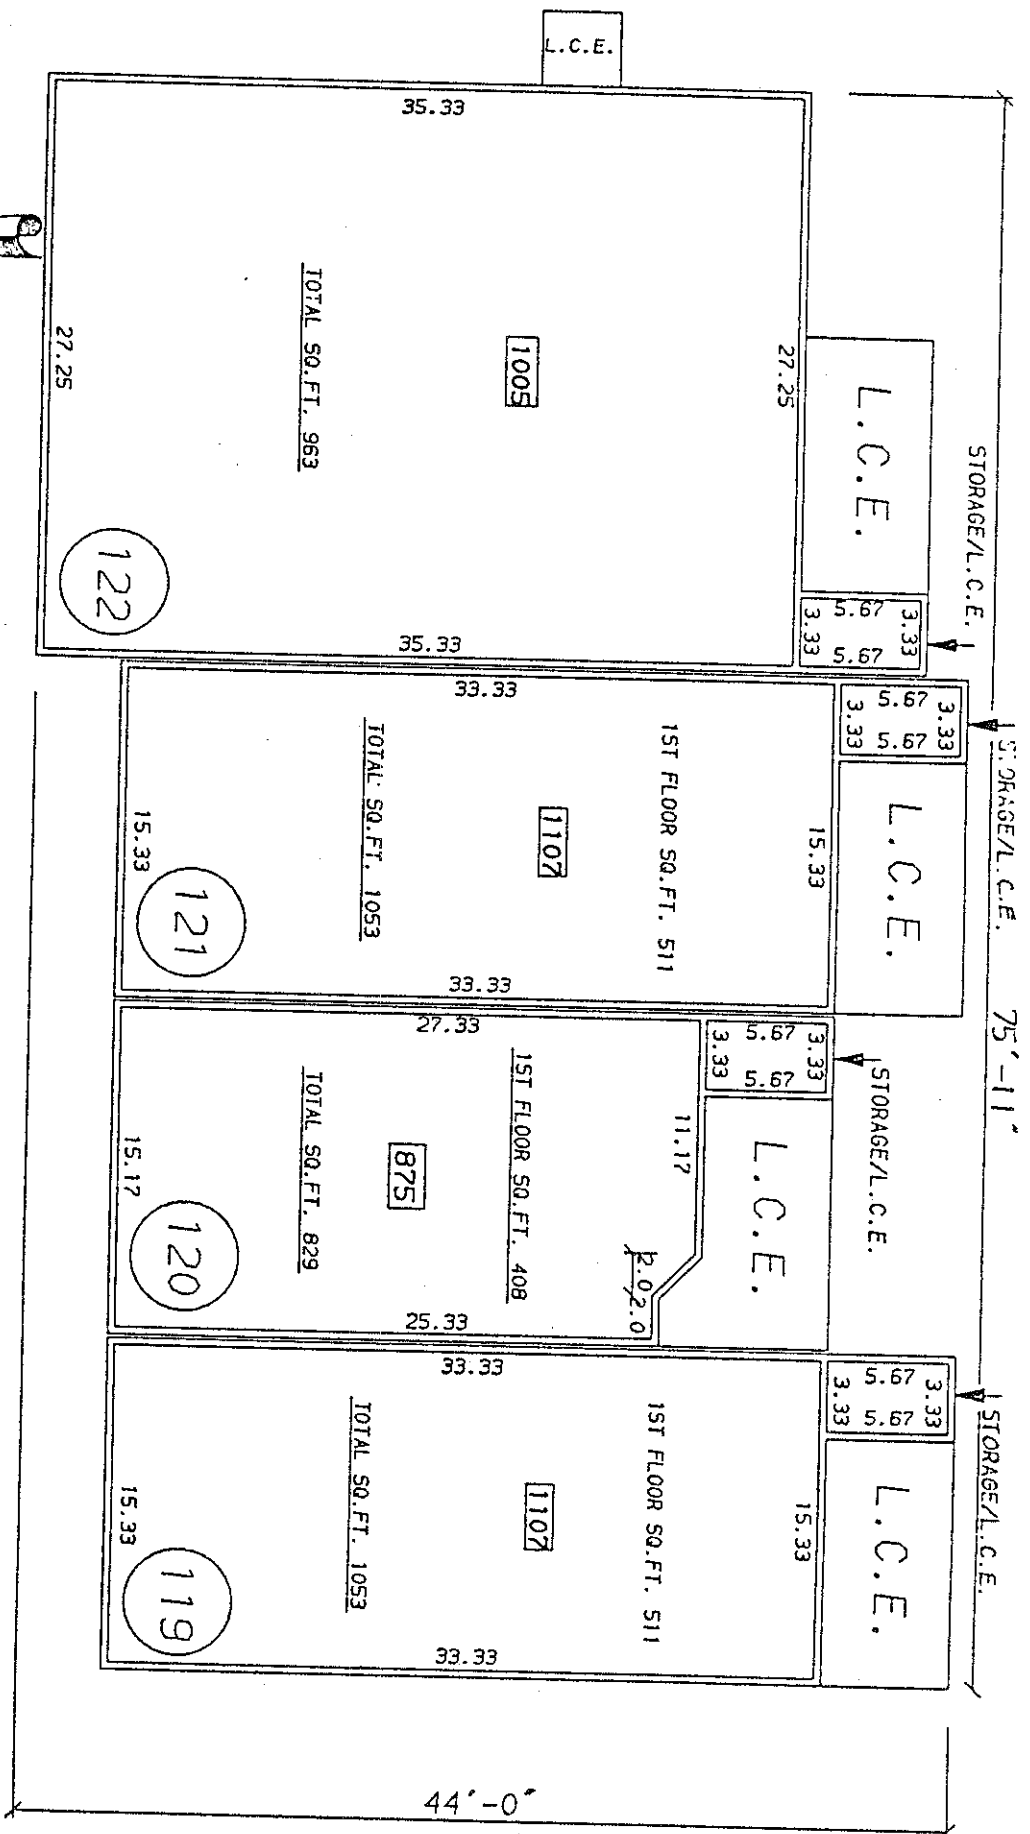 L.C.E.
35.33
27.25
27.25
35.33
TOTAL SQ.FT. 963
1005
122
L.C.E.
STORAGE/L.C.E.
5.67
3.33
3.33
5.67
33.33
15.33
15.33
33.33
1ST FLOOR SQ.FT. 511
1107
TOTAL SQ.FT. 1053
121
5.67
3.33
3.33
5.67
L.C.E.
STORAGE/L.C.E.
75'-11"
27.33
11.17
2.0
2.0
15.17
25.33
1ST FLOOR SQ.FT. 408
875
TOTAL SQ.FT. 829
120
5.67
3.33
3.33
5.67
L.C.E.
STORAGE/L.C.E.
33.33
15.33
15.33
33.33
1ST FLOOR SQ.FT. 511
1107
TOTAL SQ.FT. 1053
119
5.67
3.33
3.33
5.67
L.C.E.
STORAGE/L.C.E.
44'-0"